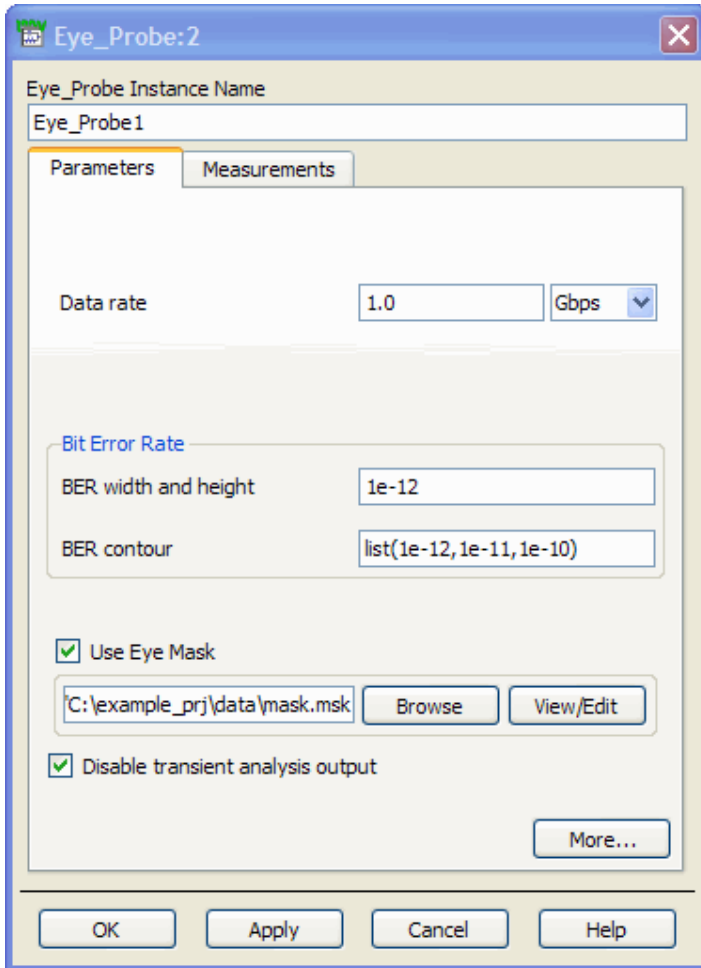 Eye_Probe:2
Eye_Probe Instance Name
Eye_Probe1
Parameters Measurements
Data rate 1.0 Gbps
Bit Error Rate
BER width and height 1e-12
BER contour list(1e-12,1e-11,1e-10)
Use Eye Mask
"C:\example_prj\data\mask.msk Browse View/Edit
Disable transient analysis output
More...
OK Apply Cancel Help